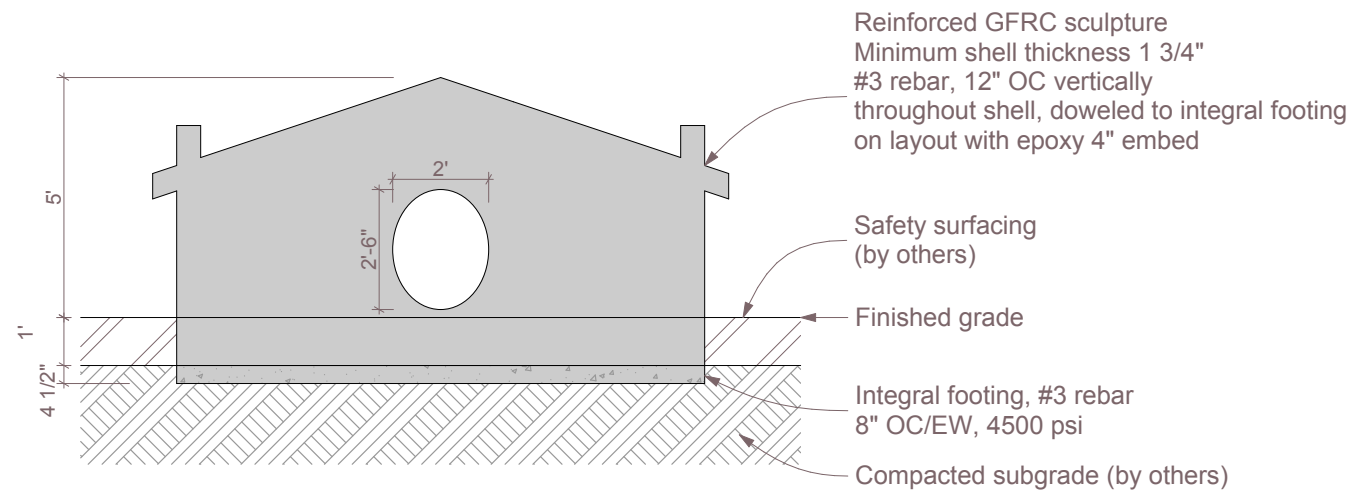 Reinforced GFRC sculpture
Minimum shell thickness 1 3/4"
#3 rebar, 12" OC vertically
throughout shell, doweled to integral footing
on layout with epoxy 4" embed
5'
2'
2'-6"
Safety surfacing
(by others)
Finished grade
1'
4 1/2"
Integral footing, #3 rebar
8" OC/EW, 4500 psi
Compacted subgrade (by others)